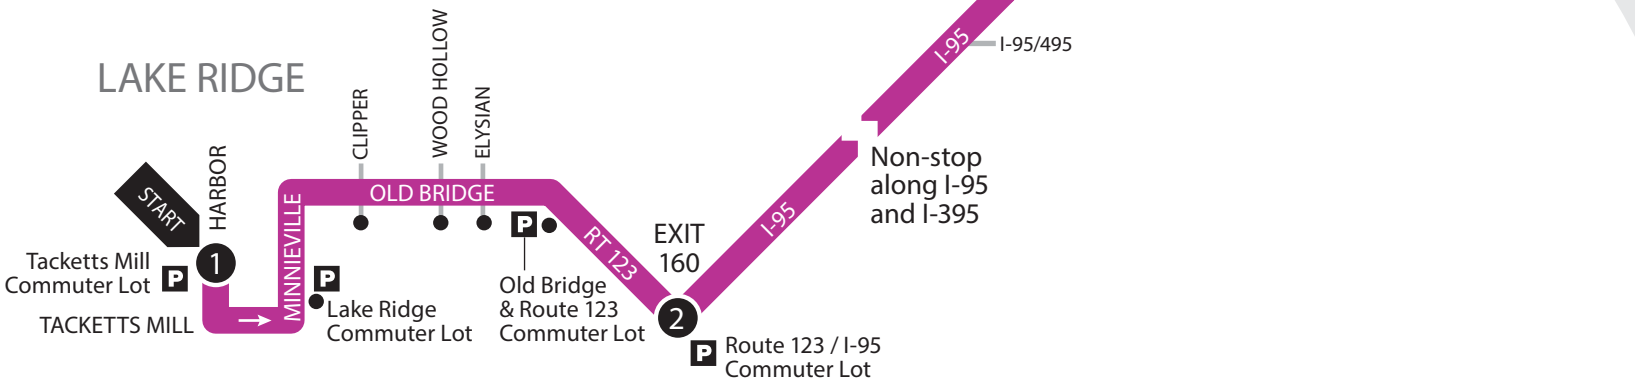 LAKE RIDGE
START
HARBOR
1
Tacketts Mill
Commuter Lot
P
TACKETTS MILL
MINNIEVILLE
P
Lake Ridge
Commuter Lot
CLIPPER
WOOD HOLLOW
ELYSIAN
OLD BRIDGE
P
Old Bridge
& Route 123
Commuter Lot
RT 123
EXIT
160
2
P
Route 123 / I-95
Commuter Lot
I-95
Non-stop
along I-95
and I-395
I-95
I-95/495